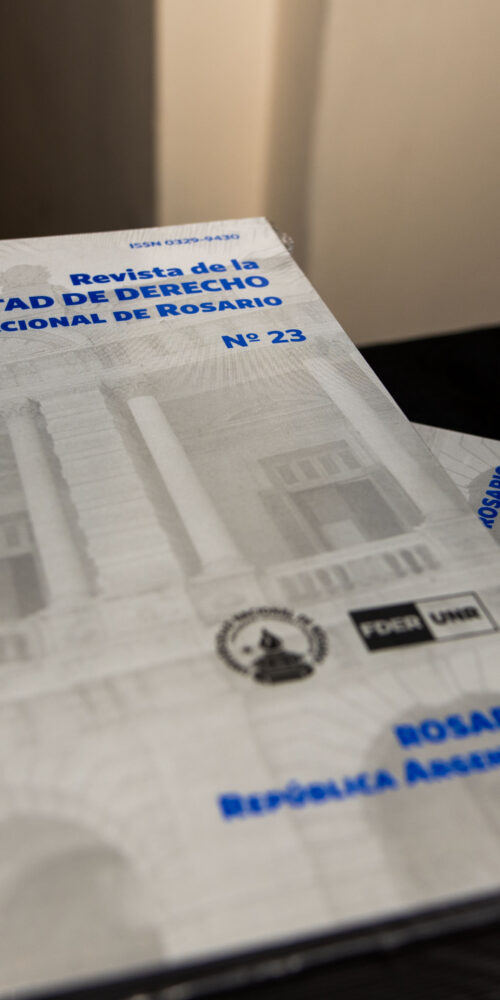 ISSN 0329-9430
Revista de la
TAD DE DERECHO
CIONAL DE ROSARIO
Nº 23
ROSARIO
FDER UNR
ROSAR
REPÚBLICA ARGEN